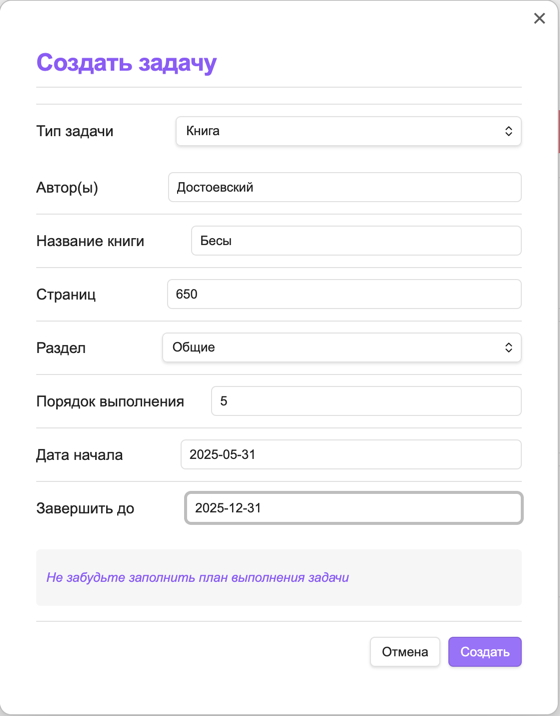 Создать задачу
Тип задачи Книга
Автор(ы) Достоевский
Название книги Бесы
Страниц 650
Раздел Общие
Порядок выполнения 5
Дата начала 2025-05-31
Завершить до 2025-12-31
Не забудьте заполнить план выполнения задачи
Отмена Создать